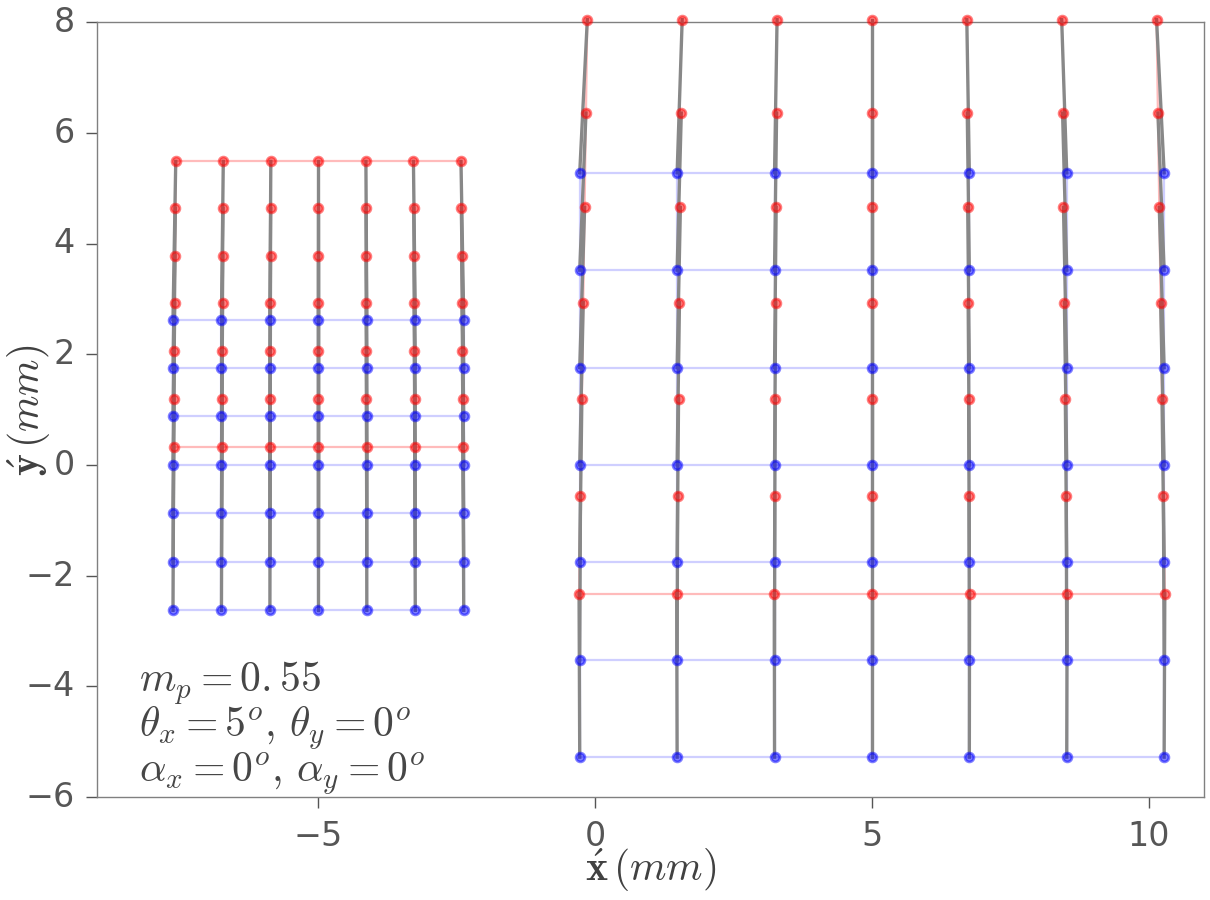 8
6
4
2
0
−2
−4
−6
ý (mm)
m_p = 0.55
θ_x = 5^o, θ_y = 0^o
α_x = 0^o, α_y = 0^o
−5 0 5 10
x́ (mm)